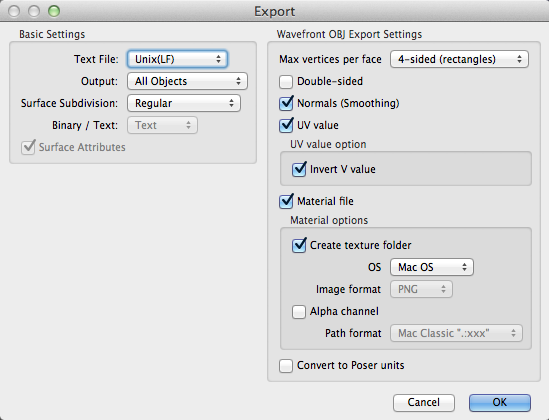 Export
Basic Settings
Text File: Unix(LF)
Output: All Objects
Surface Subdivision: Regular
Binary / Text: Text
Surface Attributes
Wavefront OBJ Export Settings
Max vertices per face 4-sided (rectangles)
Double-sided
Normals (Smoothing)
UV value
UV value option
Invert V value
Material file
Material options
Create texture folder
OS Mac OS
Image format PNG
Alpha channel
Path format Mac Classic ".:xxx"
Convert to Poser units
Cancel OK